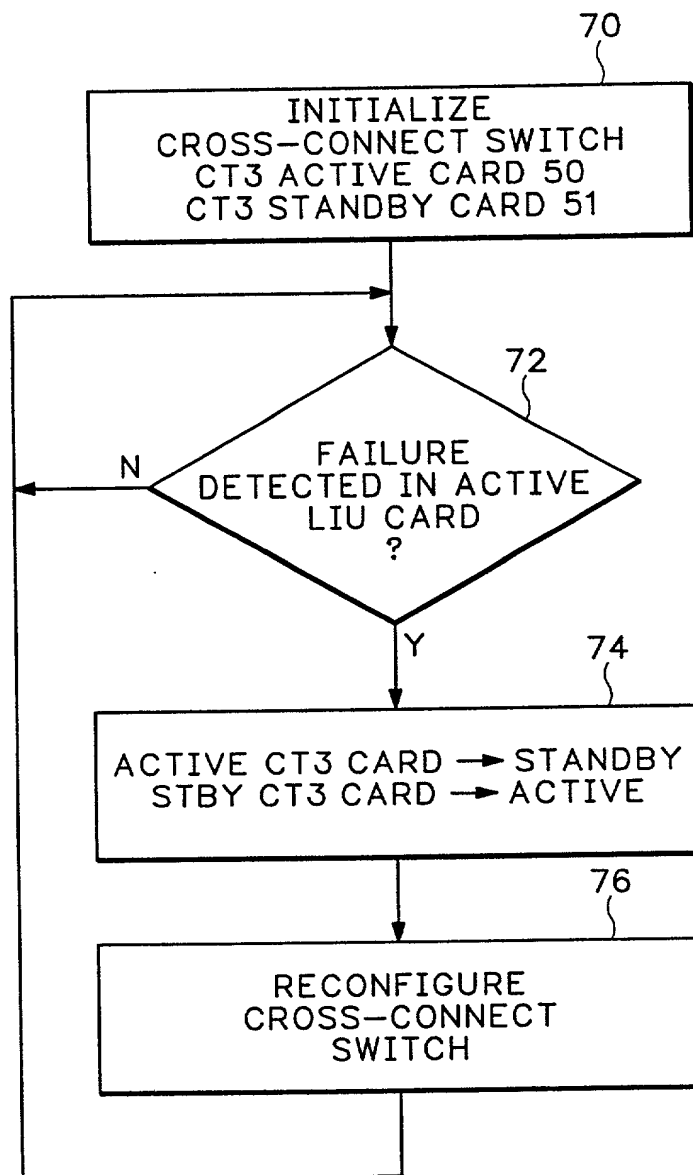 70
INITIALIZE
CROSS-CONNECT SWITCH
CT3 ACTIVE CARD 50
CT3 STANDBY CARD 51
72
N
FAILURE
DETECTED IN ACTIVE
LIU CARD
?
Y
74
ACTIVE CT3 CARD → STANDBY
STBY CT3 CARD → ACTIVE
76
RECONFIGURE
CROSS-CONNECT
SWITCH